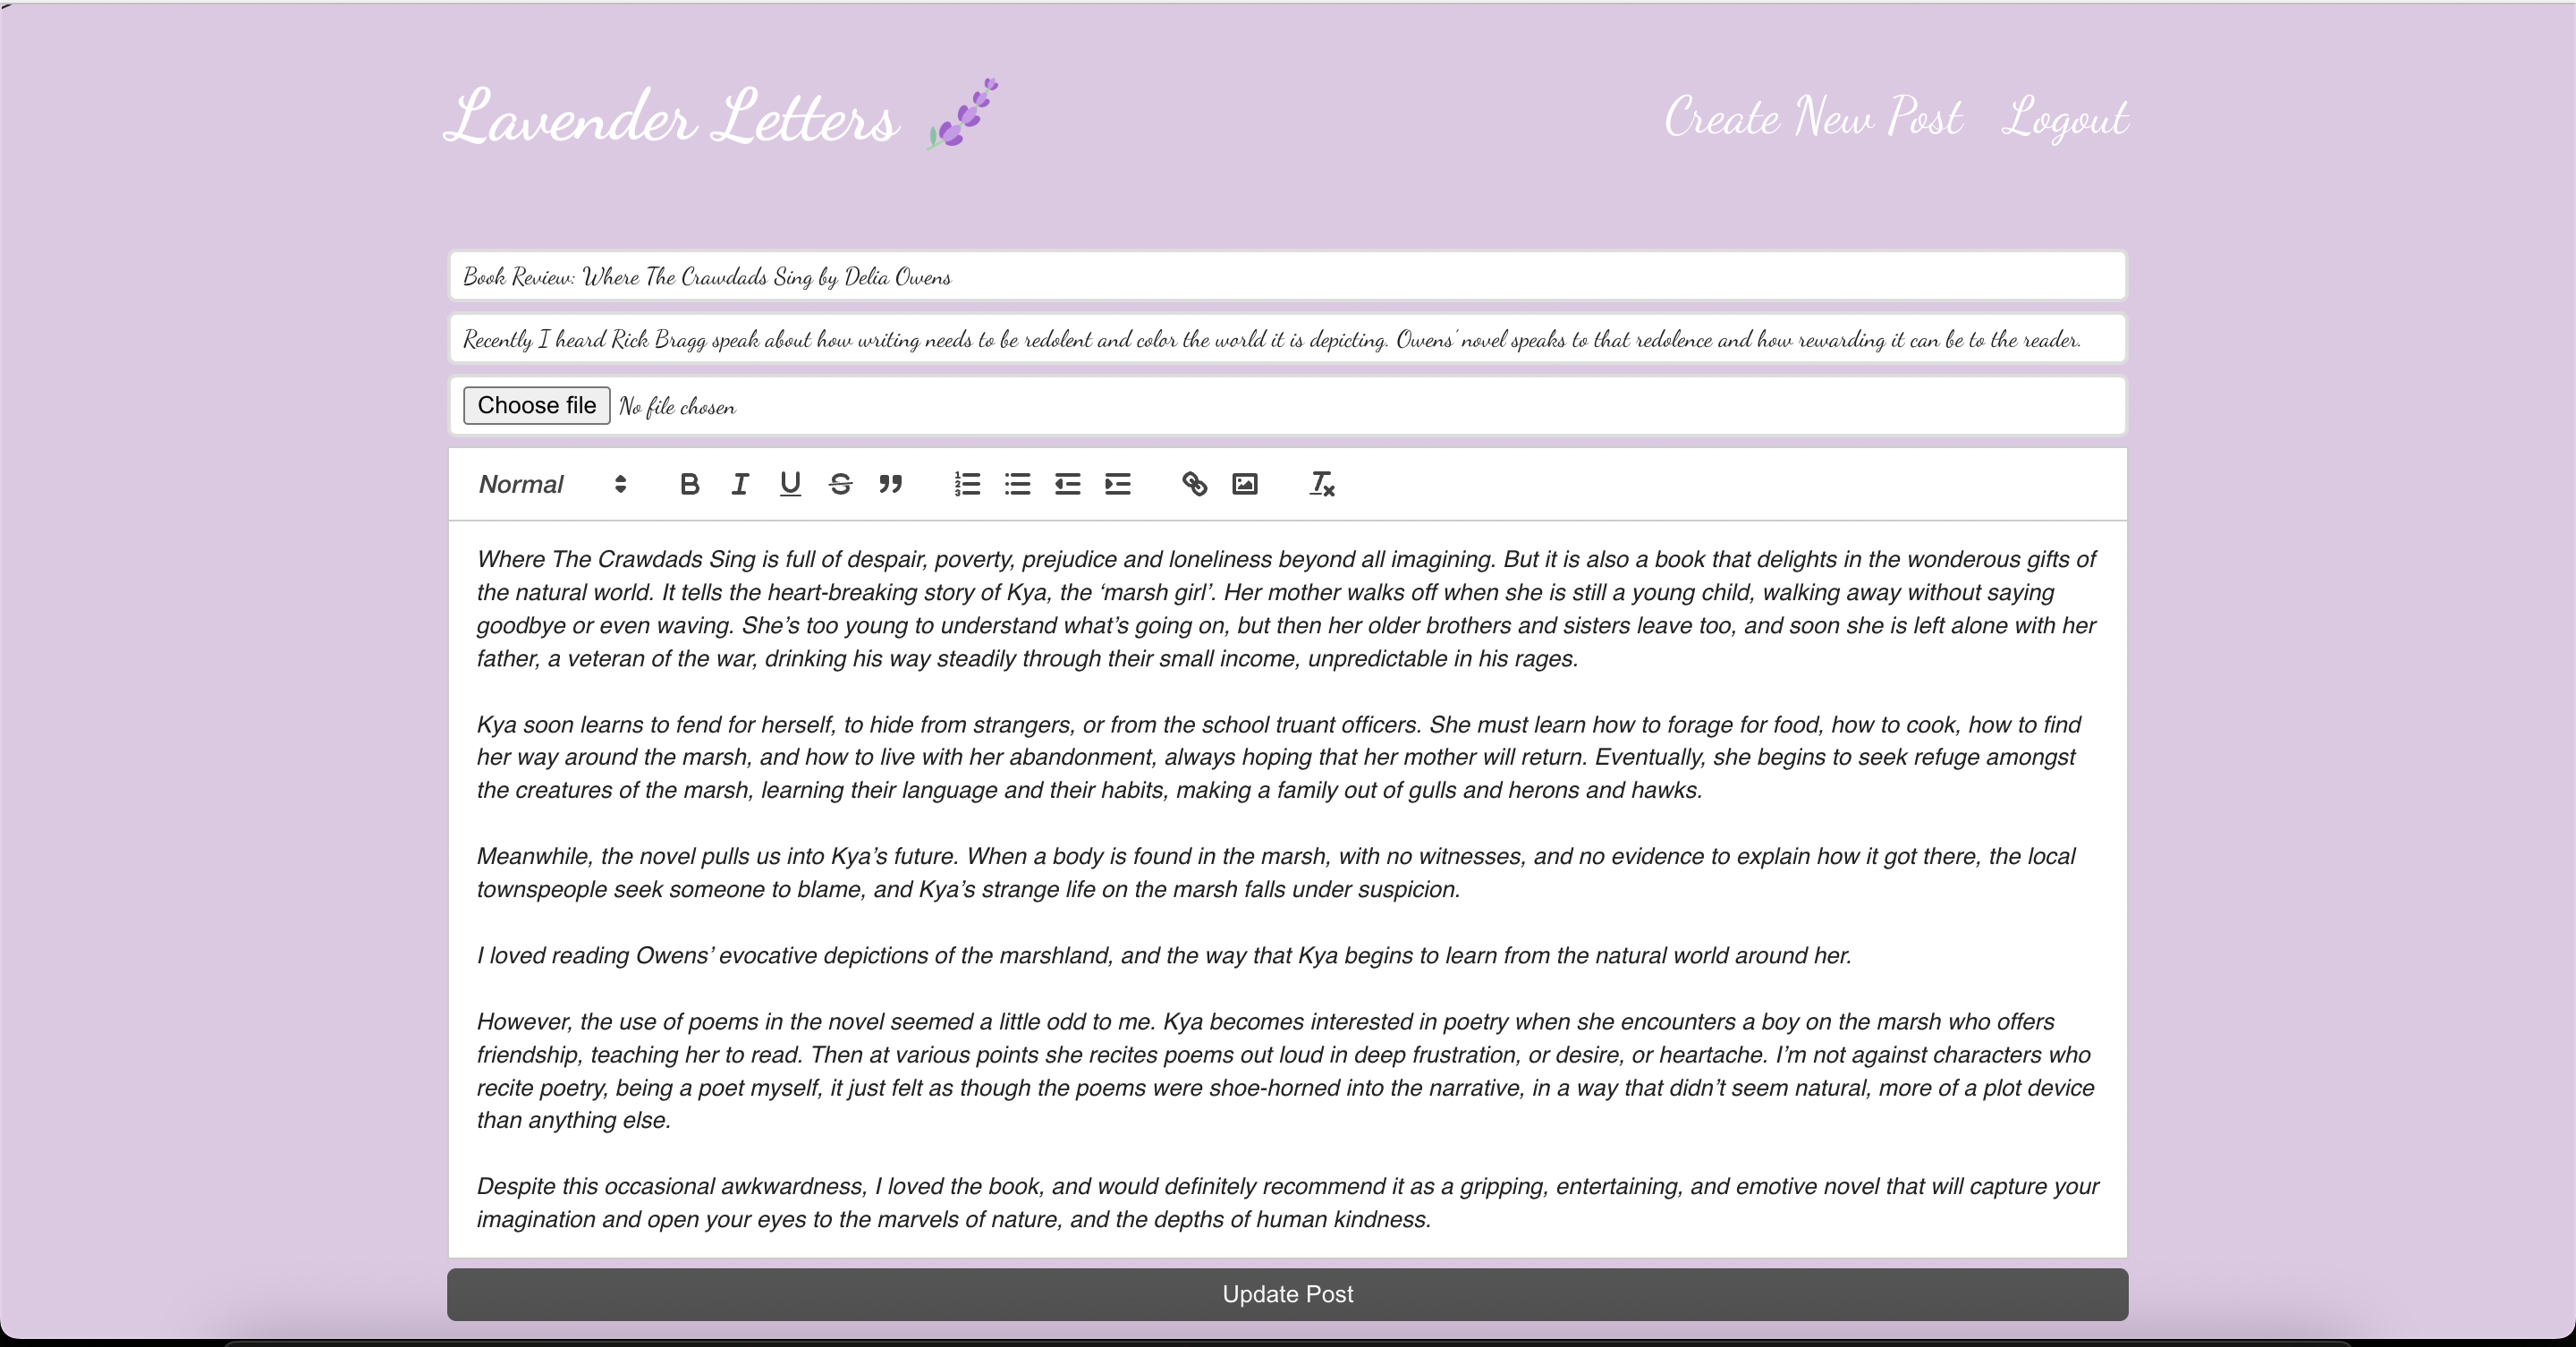 Lavender Letters
Create New Post Logout
Book Review: Where The Crawdads Sing by Delia Owens
Recently I heard Rick Bragg speak about how writing needs to be redolent and color the world it is depicting. Owens' novel speaks to that redolence and how rewarding it can be to the reader.
Choose file No file chosen
Normal
Where The Crawdads Sing is full of despair, poverty, prejudice and loneliness beyond all imagining. But it is also a book that delights in the wonderous gifts of
the natural world. It tells the heart-breaking story of Kya, the ‘marsh girl’. Her mother walks off when she is still a young child, walking away without saying
goodbye or even waving. She’s too young to understand what’s going on, but then her older brothers and sisters leave too, and soon she is left alone with her
father, a veteran of the war, drinking his way steadily through their small income, unpredictable in his rages.
Kya soon learns to fend for herself, to hide from strangers, or from the school truant officers. She must learn how to forage for food, how to cook, how to find
her way around the marsh, and how to live with her abandonment, always hoping that her mother will return. Eventually, she begins to seek refuge amongst
the creatures of the marsh, learning their language and their habits, making a family out of gulls and herons and hawks.
Meanwhile, the novel pulls us into Kya’s future. When a body is found in the marsh, with no witnesses, and no evidence to explain how it got there, the local
townspeople seek someone to blame, and Kya’s strange life on the marsh falls under suspicion.
I loved reading Owens’ evocative depictions of the marshland, and the way that Kya begins to learn from the natural world around her.
However, the use of poems in the novel seemed a little odd to me. Kya becomes interested in poetry when she encounters a boy on the marsh who offers
friendship, teaching her to read. Then at various points she recites poems out loud in deep frustration, or desire, or heartache. I’m not against characters who
recite poetry, being a poet myself, it just felt as though the poems were shoe-horned into the narrative, in a way that didn’t seem natural, more of a plot device
than anything else.
Despite this occasional awkwardness, I loved the book, and would definitely recommend it as a gripping, entertaining, and emotive novel that will capture your
imagination and open your eyes to the marvels of nature, and the depths of human kindness.
Update Post